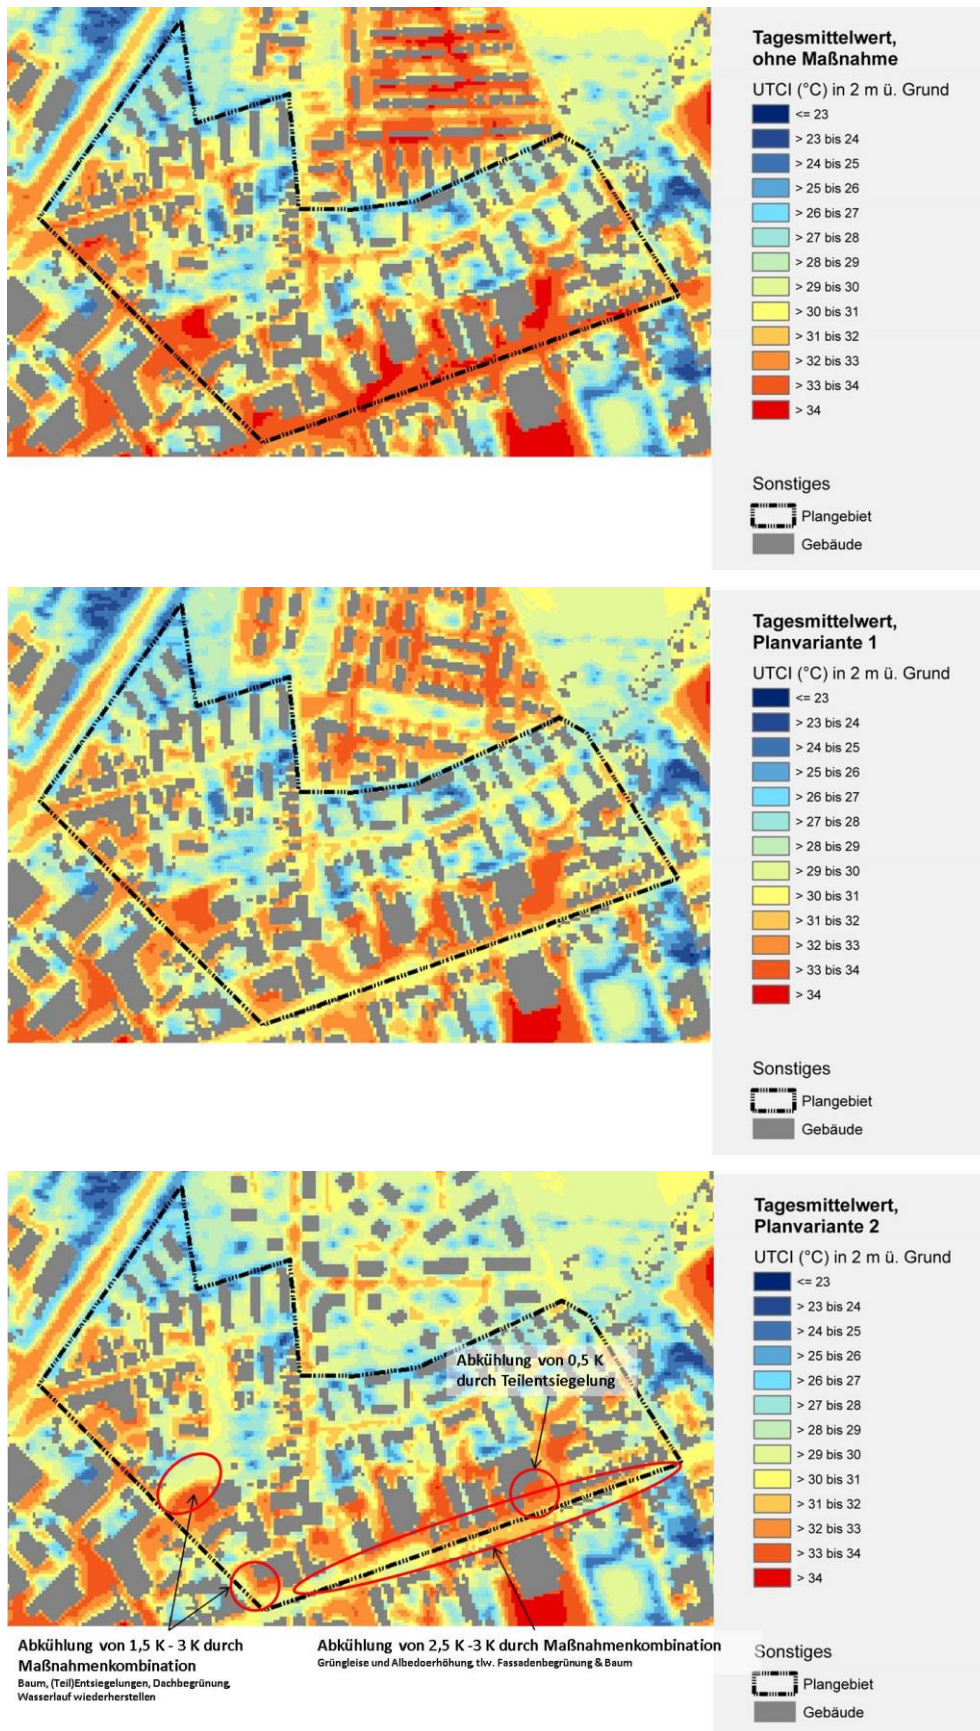 Tagesmittelwert,
ohne Maßnahme
UTCI (°C) in 2 m ü. Grund
<= 23
> 23 bis 24
> 24 bis 25
> 25 bis 26
> 26 bis 27
> 27 bis 28
> 28 bis 29
> 29 bis 30
> 30 bis 31
> 31 bis 32
> 32 bis 33
> 33 bis 34
> 34
Sonstiges
Plangebiet
Gebäude
Tagesmittelwert,
Planvariante 1
UTCI (°C) in 2 m ü. Grund
<= 23
> 23 bis 24
> 24 bis 25
> 25 bis 26
> 26 bis 27
> 27 bis 28
> 28 bis 29
> 29 bis 30
> 30 bis 31
> 31 bis 32
> 32 bis 33
> 33 bis 34
> 34
Sonstiges
Plangebiet
Gebäude
Tagesmittelwert,
Planvariante 2
UTCI (°C) in 2 m ü. Grund
<= 23
> 23 bis 24
> 24 bis 25
> 25 bis 26
> 26 bis 27
> 27 bis 28
> 28 bis 29
> 29 bis 30
> 30 bis 31
> 31 bis 32
> 32 bis 33
> 33 bis 34
> 34
Sonstiges
Plangebiet
Gebäude
Abkühlung von 0,5 K
durch Teilentsiegelung
Abkühlung von 1,5 K - 3 K durch
Maßnahmenkombination
Baum, (Teil)Entsiegelungen, Dachbegrünung,
Wasserlauf wiederherstellen
Abkühlung von 2,5 K -3 K durch Maßnahmenkombination
Grüngleise und Albedoerhöhung, tlw. Fassadenbegrünung & Baum